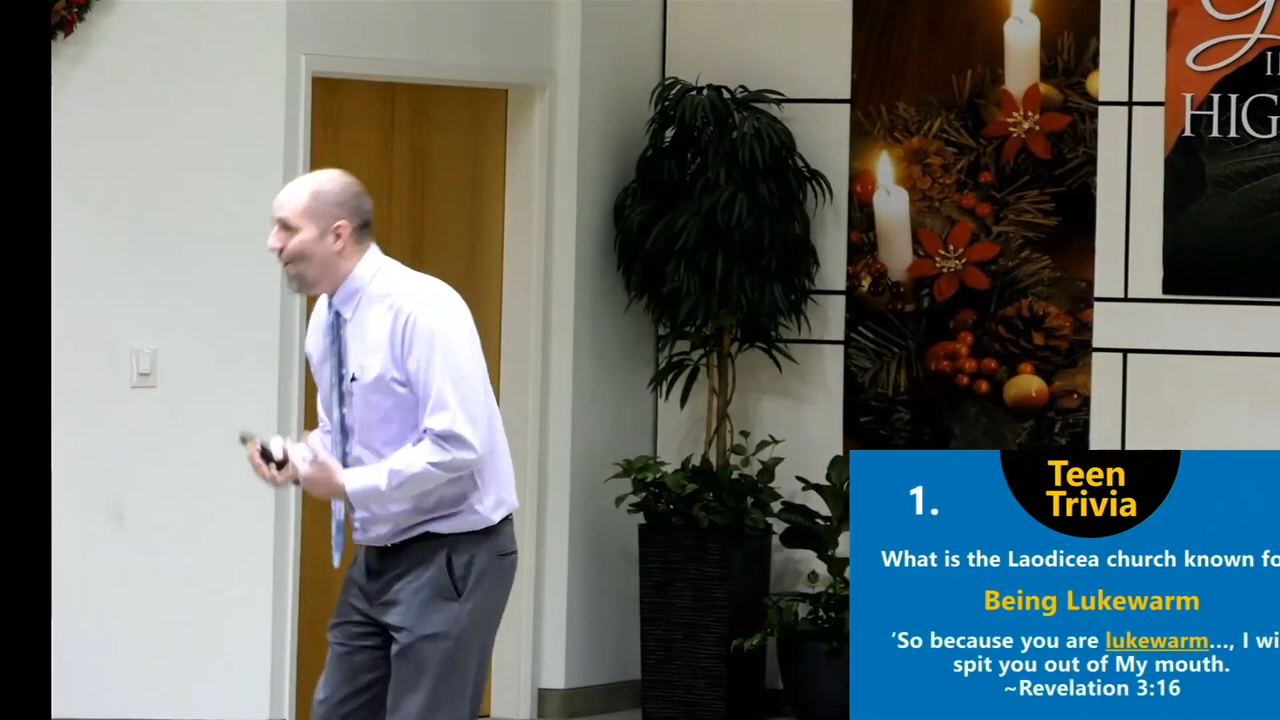 HIG
1.
Teen
Trivia
What is the Laodicea church known fo
Being Lukewarm
‘So because you are lukewarm..., I wi
spit you out of My mouth.
~Revelation 3:16